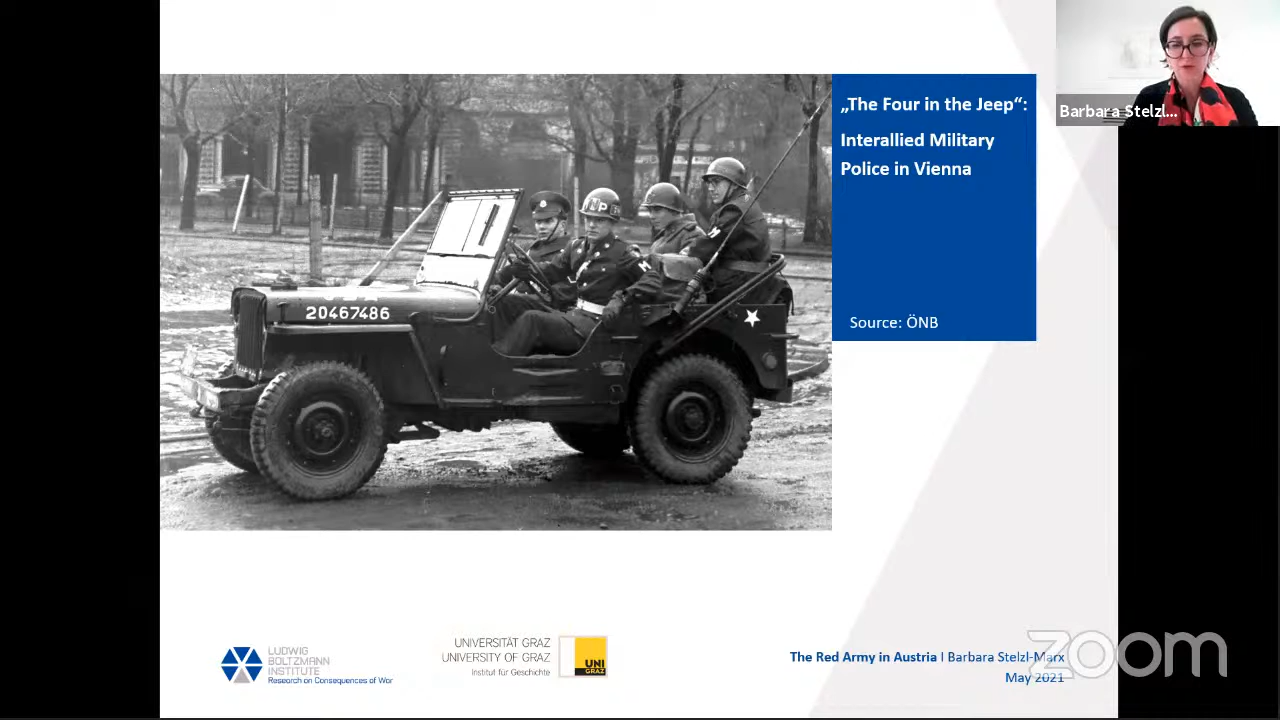 „The Four in the Jeep“:
Interallied Military
Police in Vienna
Source: ÖNB
Barbara Stelzl...
MP
20467486
M
M
LUDWIG
BOLTZMANN
INSTITUTE
Research on Consequences of War
UNIVERSITÄT GRAZ
UNIVERSITY OF GRAZ
Institut für Geschichte
UNI
GRAZ
The Red Army in Austria I Barbara Stelzl-Marx
May 2021
zoom